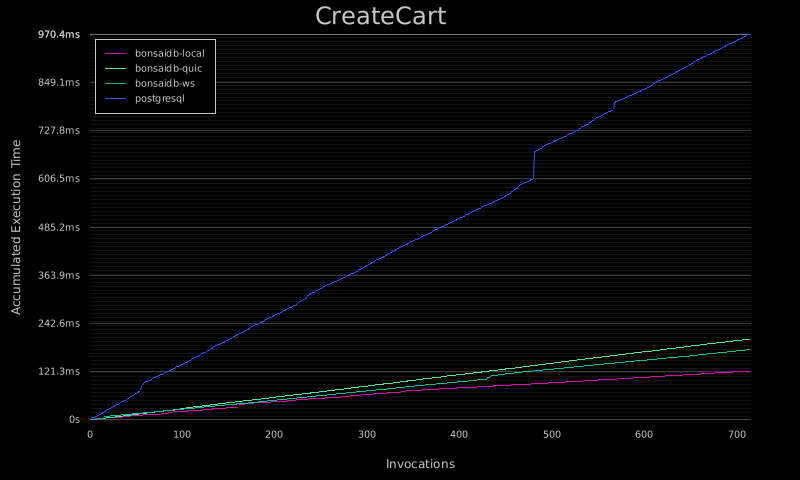 CreateCart
970.4ms
849.1ms
727.8ms
606.5ms
485.2ms
363.9ms
242.6ms
121.3ms
0s
bonsaidb-local
bonsaidb-quic
bonsaidb-ws
postgresql
Accumulated Execution Time
0 100 200 300 400 500 600 700
Invocations